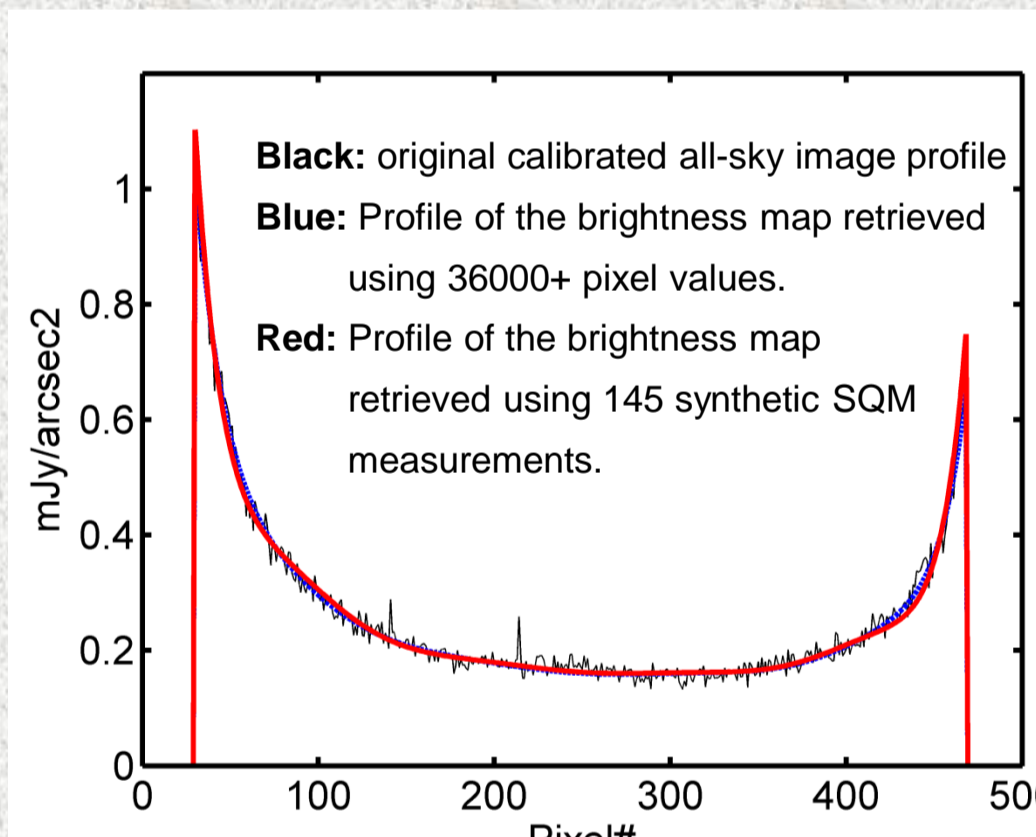 Black: original calibrated all-sky image profile
Blue: Profile of the brightness map retrieved
using 36000+ pixel values.
Red: Profile of the brightness map
retrieved using 145 synthetic SQM
measurements.
mJy/arcsec2
1
0.8
0.6
0.4
0.2
0
0 100 200 300 400 500
Pixel#